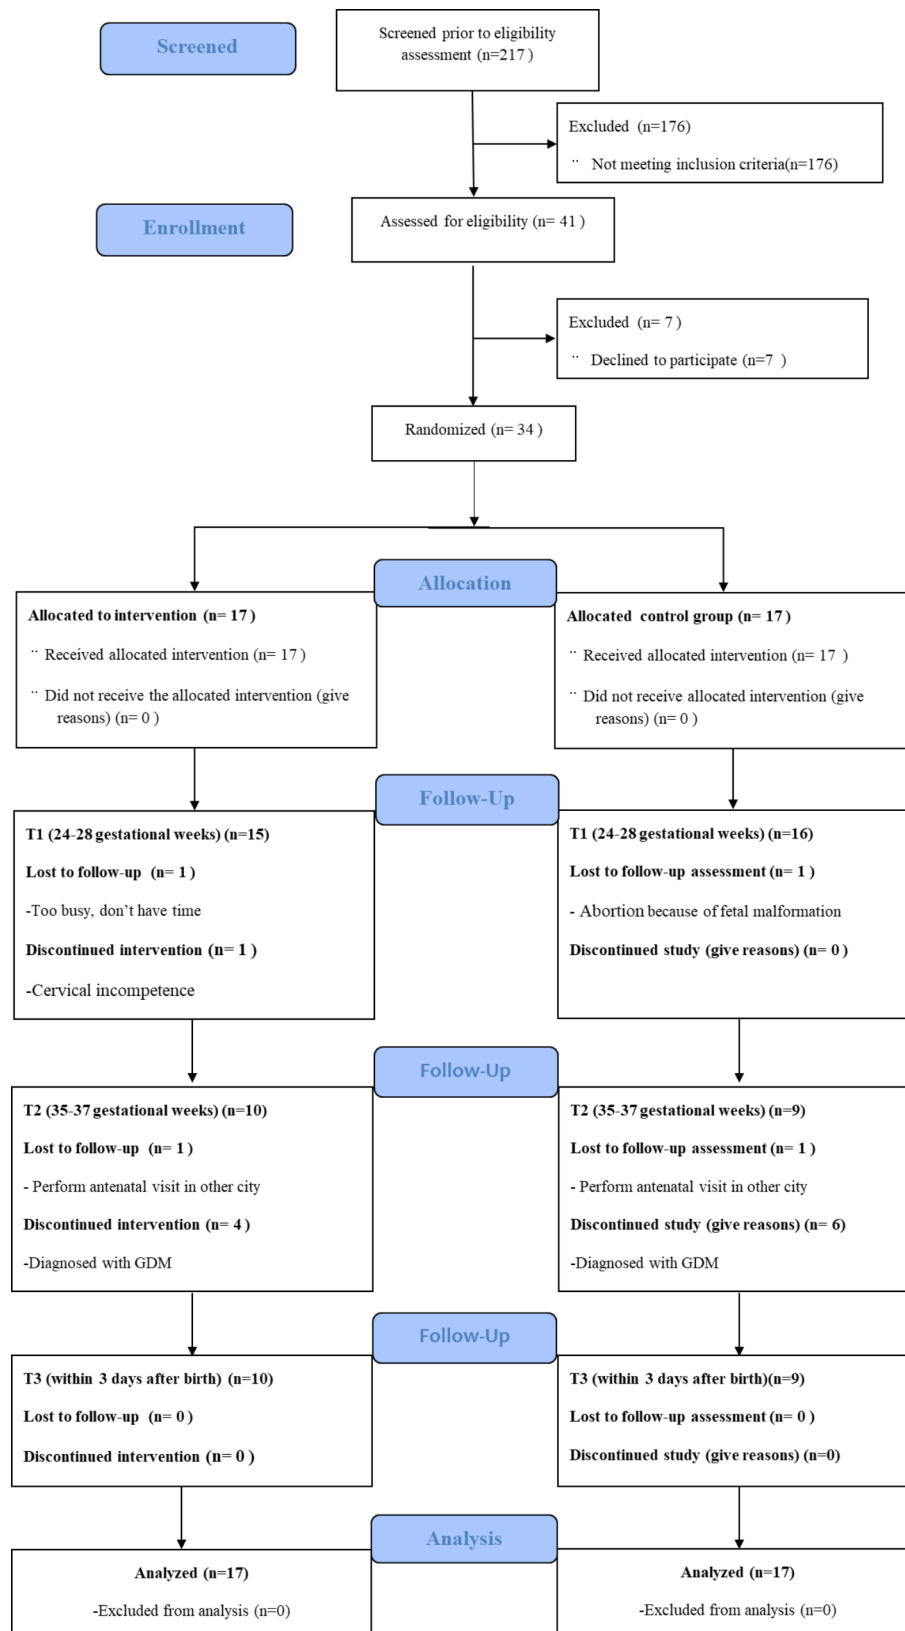 Screened
Screened prior to eligibility
assessment (n=217 )
Excluded (n=176)
¨ Not meeting inclusion criteria(n=176)
Enrollment
Assessed for eligibility (n= 41 )
Excluded (n= 7 )
¨ Declined to participate (n=7 )
Randomized (n= 34 )
Allocation
Allocated to intervention (n= 17 )
¨ Received allocated intervention (n= 17 )
¨ Did not receive the allocated intervention (give
reasons) (n= 0 )
Allocated control group (n= 17 )
¨ Received allocated intervention (n= 17 )
¨ Did not receive allocated intervention (give
reasons) (n= 0 )
Follow-Up
T1 (24-28 gestational weeks) (n=15)
Lost to follow-up (n= 1 )
-Too busy, don’t have time
Discontinued intervention (n= 1 )
-Cervical incompetence
T1 (24-28 gestational weeks) (n=16)
Lost to follow-up assessment (n= 1 )
- Abortion because of fetal malformation
Discontinued study (give reasons) (n= 0 )
Follow-Up
T2 (35-37 gestational weeks) (n=10)
Lost to follow-up (n= 1 )
- Perform antenatal visit in other city
Discontinued intervention (n= 4 )
-Diagnosed with GDM
T2 (35-37 gestational weeks) (n=9)
Lost to follow-up assessment (n= 1 )
- Perform antenatal visit in other city
Discontinued study (give reasons) (n= 6)
-Diagnosed with GDM
Follow-Up
T3 (within 3 days after birth) (n=10)
Lost to follow-up (n= 0 )
Discontinued intervention (n= 0 )
T3 (within 3 days after birth)(n=9)
Lost to follow-up assessment (n= 0 )
Discontinued study (give reasons) (n=0)
Analysis
Analyzed (n=17)
-Excluded from analysis (n=0)
Analyzed (n=17)
-Excluded from analysis (n=0)